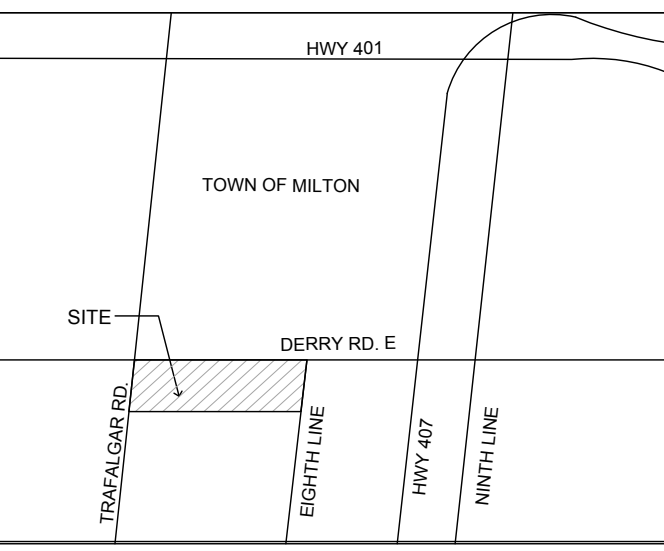 HWY 401
TOWN OF MILTON
SITE
DERRY RD. E
TRAFALGAR RD.
EIGHTH LINE
HWY 407
NINTH LINE